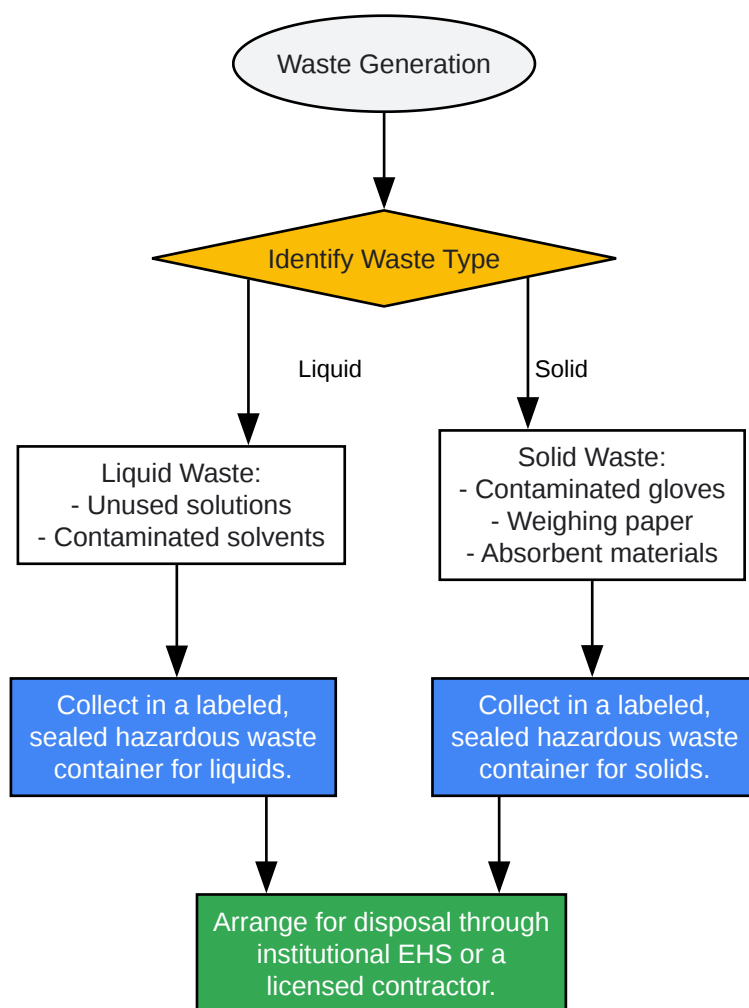 Waste Generation
Identify Waste Type
Liquid
Solid
Liquid Waste:
- Unused solutions
- Contaminated solvents
Solid Waste:
- Contaminated gloves
- Weighing paper
- Absorbent materials
Collect in a labeled,
sealed hazardous waste
container for liquids.
Collect in a labeled,
sealed hazardous waste
container for solids.
Arrange for disposal through
institutional EHS or a
licensed contractor.